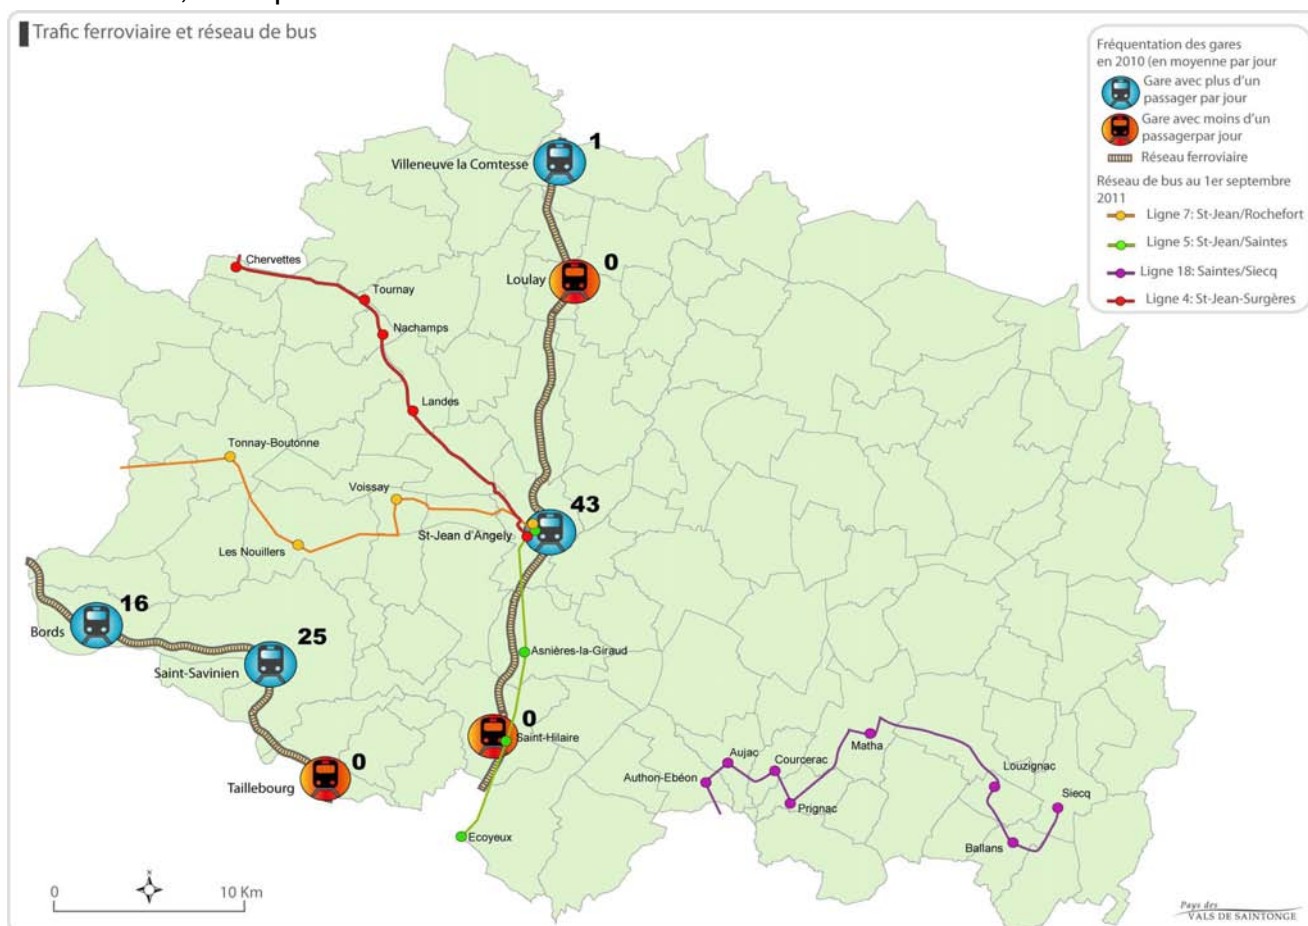 Trafic ferroviaire et réseau de bus
Fréquentation des gares
en 2010 (en moyenne par jour
Gare avec plus d'un
passager par jour
Gare avec moins d'un
passagerpar jour
Réseau ferroviaire
Réseau de bus au 1er septembre
2011
Ligne 7: St-Jean/Rochefort
Ligne 5: St-Jean/Saintes
Ligne 18: Saintes/Siecq
Ligne 4: St-Jean-Surgères
1
Villeneuve la Comtesse
Chervettes
0
Loulay
Tournay
Nachamps
Landes
Tonnay-Boutonne
Voissay
43
St-Jean d'Angely
Les Nouillers
16
Bords
25
Saint-Savinien
Asnières-la-Giraud
0
Saint-Hilaire
0
Taillebourg
Matha
Aujac
Courcerac
Authon-Ebéon
Louzignac
Siecq
Prignac
Ecoyeux
Ballans
N
0 10 Km
Pays des
VALS DE SAINTONGE